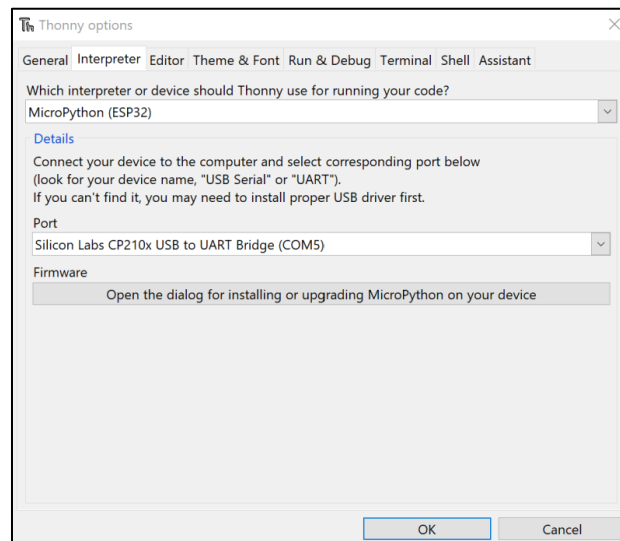 Thonny options
General Interpreter Editor Theme & Font Run & Debug Terminal Shell Assistant
Which interpreter or device should Thonny use for running your code?
MicroPython (ESP32)
Details
Connect your device to the computer and select corresponding port below
(look for your device name, "USB Serial" or "UART").
If you can't find it, you may need to install proper USB driver first.
Port
Silicon Labs CP210x USB to UART Bridge (COM5)
Firmware
Open the dialog for installing or upgrading MicroPython on your device
OK Cancel